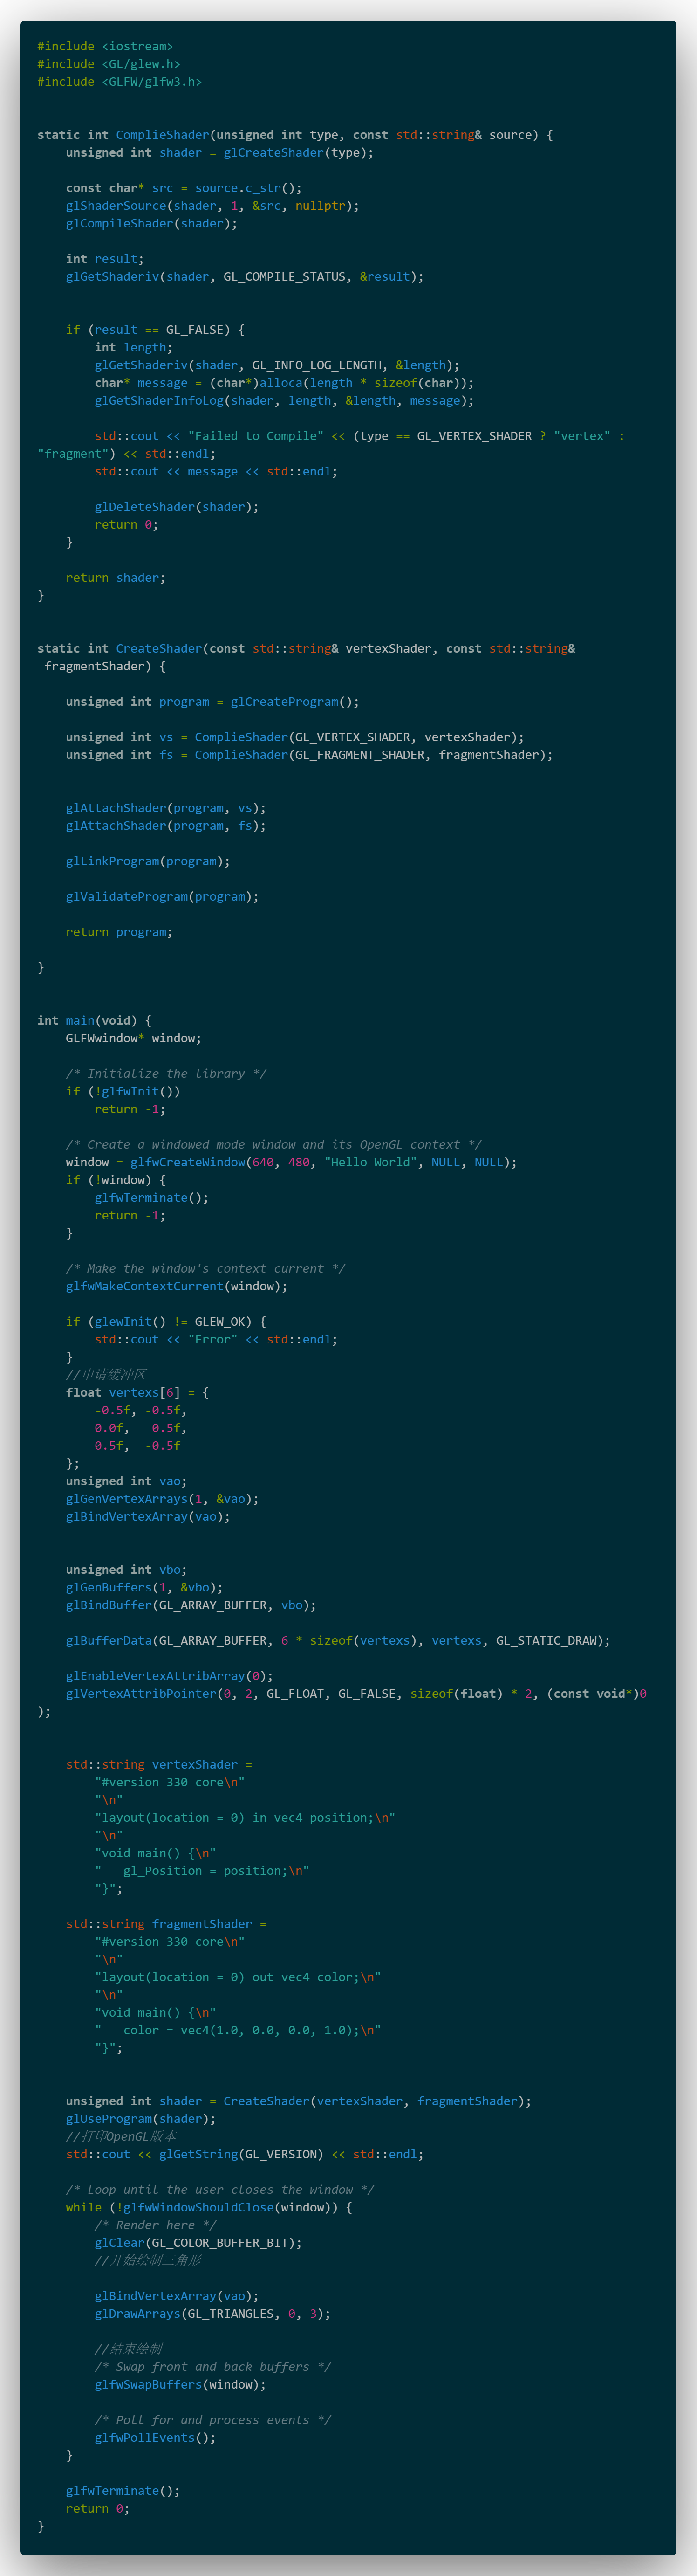 #include <iostream>
#include <GL/glew.h>
#include <GLFW/glfw3.h>
static int ComplieShader(unsigned int type, const std::string& source) {
unsigned int shader = glCreateShader(type);
const char* src = source.c_str();
glShaderSource(shader, 1, &src, nullptr);
glCompileShader(shader);
int result;
glGetShaderiv(shader, GL_COMPILE_STATUS, &result);
if (result == GL_FALSE) {
int length;
glGetShaderiv(shader, GL_INFO_LOG_LENGTH, &length);
char* message = (char*)alloca(length * sizeof(char));
glGetShaderInfoLog(shader, length, &length, message);
std::cout << "Failed to Compile" << (type == GL_VERTEX_SHADER ? "vertex" :
"fragment") << std::endl;
std::cout << message << std::endl;
glDeleteShader(shader);
return 0;
}
return shader;
}
static int CreateShader(const std::string& vertexShader, const std::string&
fragmentShader) {
unsigned int program = glCreateProgram();
unsigned int vs = ComplieShader(GL_VERTEX_SHADER, vertexShader);
unsigned int fs = ComplieShader(GL_FRAGMENT_SHADER, fragmentShader);
glAttachShader(program, vs);
glAttachShader(program, fs);
glLinkProgram(program);
glValidateProgram(program);
return program;
}
int main(void) {
GLFWwindow* window;
/* Initialize the library */
if (!glfwInit())
return -1;
/* Create a windowed mode window and its OpenGL context */
window = glfwCreateWindow(640, 480, "Hello World", NULL, NULL);
if (!window) {
glfwTerminate();
return -1;
}
/* Make the window's context current */
glfwMakeContextCurrent(window);
if (glewInit() != GLEW_OK) {
std::cout << "Error" << std::endl;
}
//申请缓冲区
float vertexs[6] = {
-0.5f, -0.5f,
0.0f,   0.5f,
0.5f,  -0.5f
};
unsigned int vao;
glGenVertexArrays(1, &vao);
glBindVertexArray(vao);
unsigned int vbo;
glGenBuffers(1, &vbo);
glBindBuffer(GL_ARRAY_BUFFER, vbo);
glBufferData(GL_ARRAY_BUFFER, 6 * sizeof(vertexs), vertexs, GL_STATIC_DRAW);
glEnableVertexAttribArray(0);
glVertexAttribPointer(0, 2, GL_FLOAT, GL_FALSE, sizeof(float) * 2, (const void*)0
);
std::string vertexShader =
"#version 330 core\n"
"\n"
"layout(location = 0) in vec4 position;\n"
"\n"
"void main() {\n"
"   gl_Position = position;\n"
"}";
std::string fragmentShader =
"#version 330 core\n"
"\n"
"layout(location = 0) out vec4 color;\n"
"\n"
"void main() {\n"
"   color = vec4(1.0, 0.0, 0.0, 1.0);\n"
"}";
unsigned int shader = CreateShader(vertexShader, fragmentShader);
glUseProgram(shader);
//打印OpenGL版本
std::cout << glGetString(GL_VERSION) << std::endl;
/* Loop until the user closes the window */
while (!glfwWindowShouldClose(window)) {
/* Render here */
glClear(GL_COLOR_BUFFER_BIT);
//开始绘制三角形
glBindVertexArray(vao);
glDrawArrays(GL_TRIANGLES, 0, 3);
//结束绘制
/* Swap front and back buffers */
glfwSwapBuffers(window);
/* Poll for and process events */
glfwPollEvents();
}
glfwTerminate();
return 0;
}